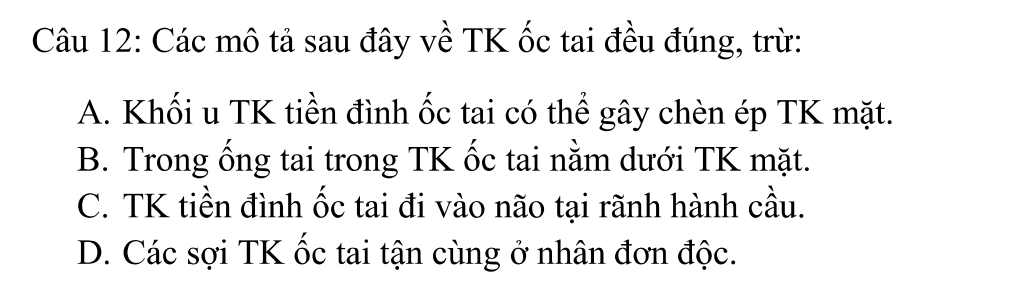 Câu 12: Các mô tả sau đây về TK ốc tai đều đúng, trừ:
A. Khối u TK tiền đình ốc tai có thể gây chèn ép TK mặt.
B. Trong ống tai trong TK ốc tai nằm dưới TK mặt.
C. TK tiền đình ốc tai đi vào não tại rãnh hành cầu.
D. Các sợi TK ốc tai tận cùng ở nhân đơn độc.